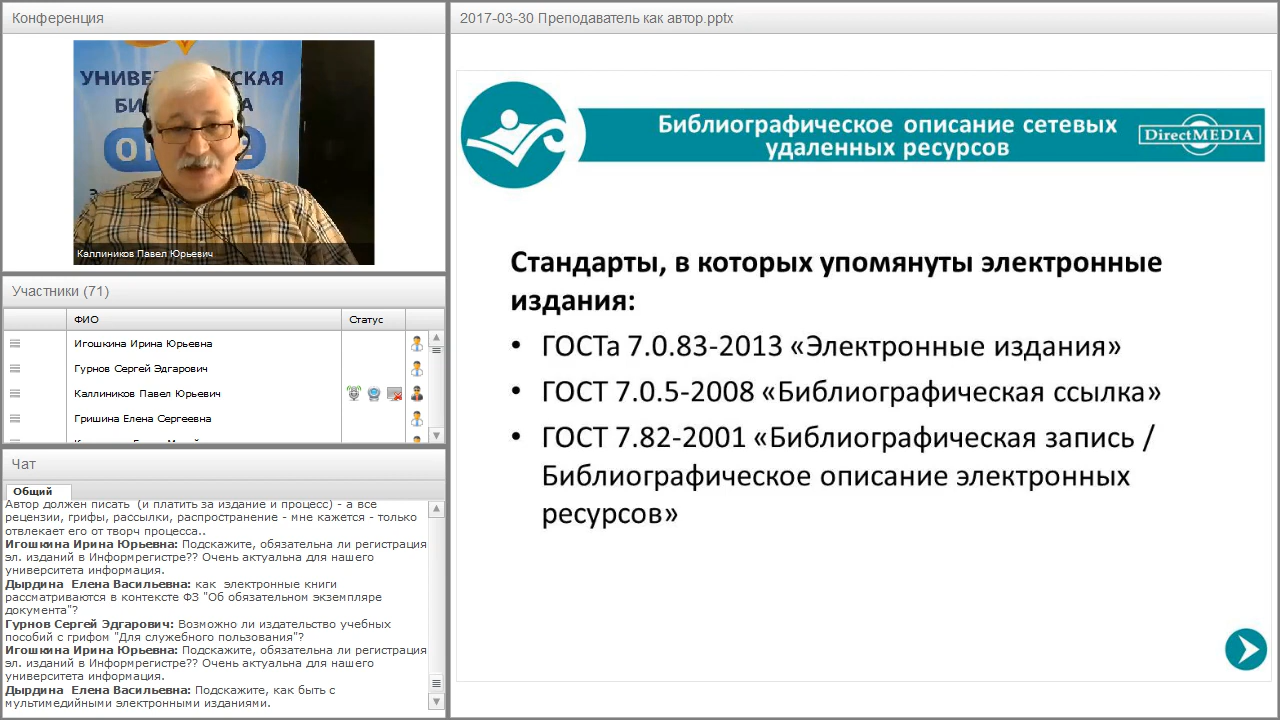 Конференция
УНИВЕ СКАЯ
БИ А
Каллиников Павел Юрьевич
Участники (71)
ФИО Статус
Игошкина Ирина Юрьевна
Гурнов Сергей Эдгарович
Каллиников Павел Юрьевич
Гришина Елена Сергеевна
Чат
Общий
Автор должен писать (и платить за издание и процесс) - а все
рецензии, грифы, рассылки, распространение - мне кажется - только
отвлекает его от творч процесса..
Игошкина Ирина Юрьевна: Подскажите, обязательна ли регистрация
эл. изданий в Информрегистре?? Очень актуальна для нашего
университета информация.
Дырдина Елена Васильевна: как электронные книги
рассматриваются в контексте ФЗ "Об обязательном экземпляре
документа"?
Гурнов Сергей Эдгарович: Возможно ли издательство учебных
пособий с грифом "Для служебного пользования"?
Игошкина Ирина Юрьевна: Подскажите, обязательна ли регистрация
эл. изданий в Информрегистре?? Очень актуальна для нашего
университета информация.
Дырдина Елена Васильевна: Подскажите, как быть с
мультимедийными электронными изданиями.
2017-03-30 Преподаватель как автор.pptx
Библиографическое описание сетевых
удаленных ресурсов
DirectMEDIA
Стандарты, в которых упомянуты электронные
издания:
• ГОСТа 7.0.83-2013 «Электронные издания»
• ГОСТ 7.0.5-2008 «Библиографическая ссылка»
• ГОСТ 7.82-2001 «Библиографическая запись /
Библиографическое описание электронных
ресурсов»